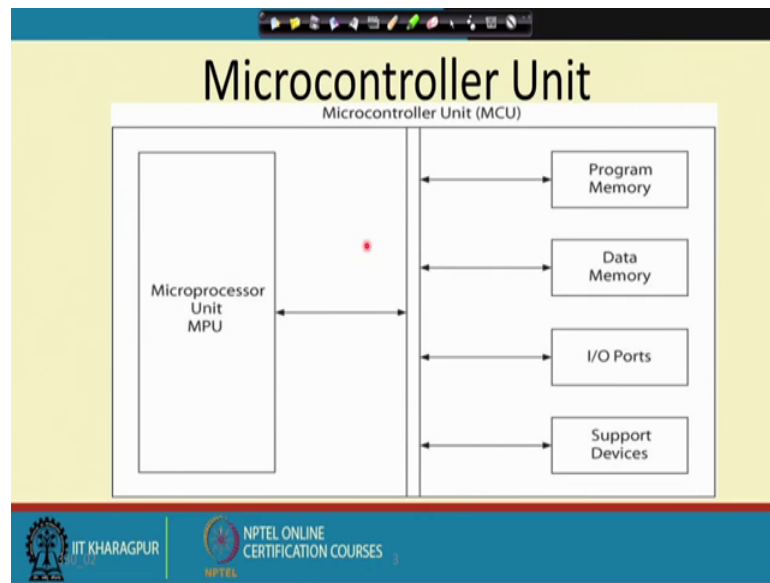 Microcontroller Unit
Microcontroller Unit (MCU)
Microprocessor
Unit
MPU
Program
Memory
Data
Memory
I/O Ports
Support
Devices
IIT KHARAGPUR
NPTEL
NPTEL ONLINE
CERTIFICATION COURSES
3